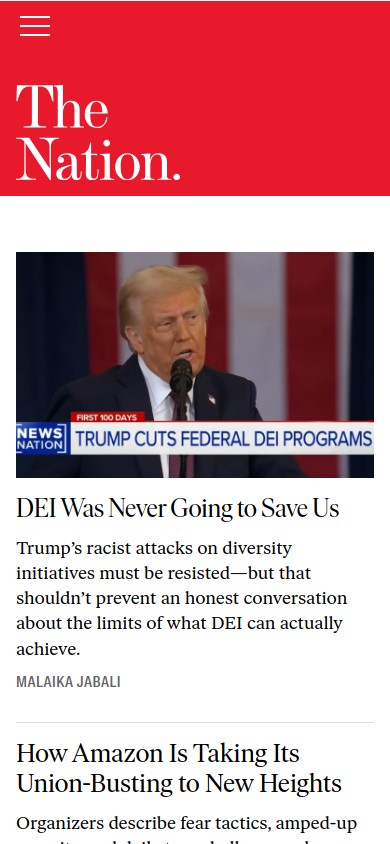 The
Nation.
FIRST 100 DAYS
NEWS
NATION
TRUMP CUTS FEDERAL DEI PROGRAMS
DEI Was Never Going to Save Us
Trump’s racist attacks on diversity
initiatives must be resisted—but that
shouldn’t prevent an honest conversation
about the limits of what DEI can actually
achieve.
MALAIKA JABALI
How Amazon Is Taking Its
Union-Busting to New Heights
Organizers describe fear tactics, amped-up